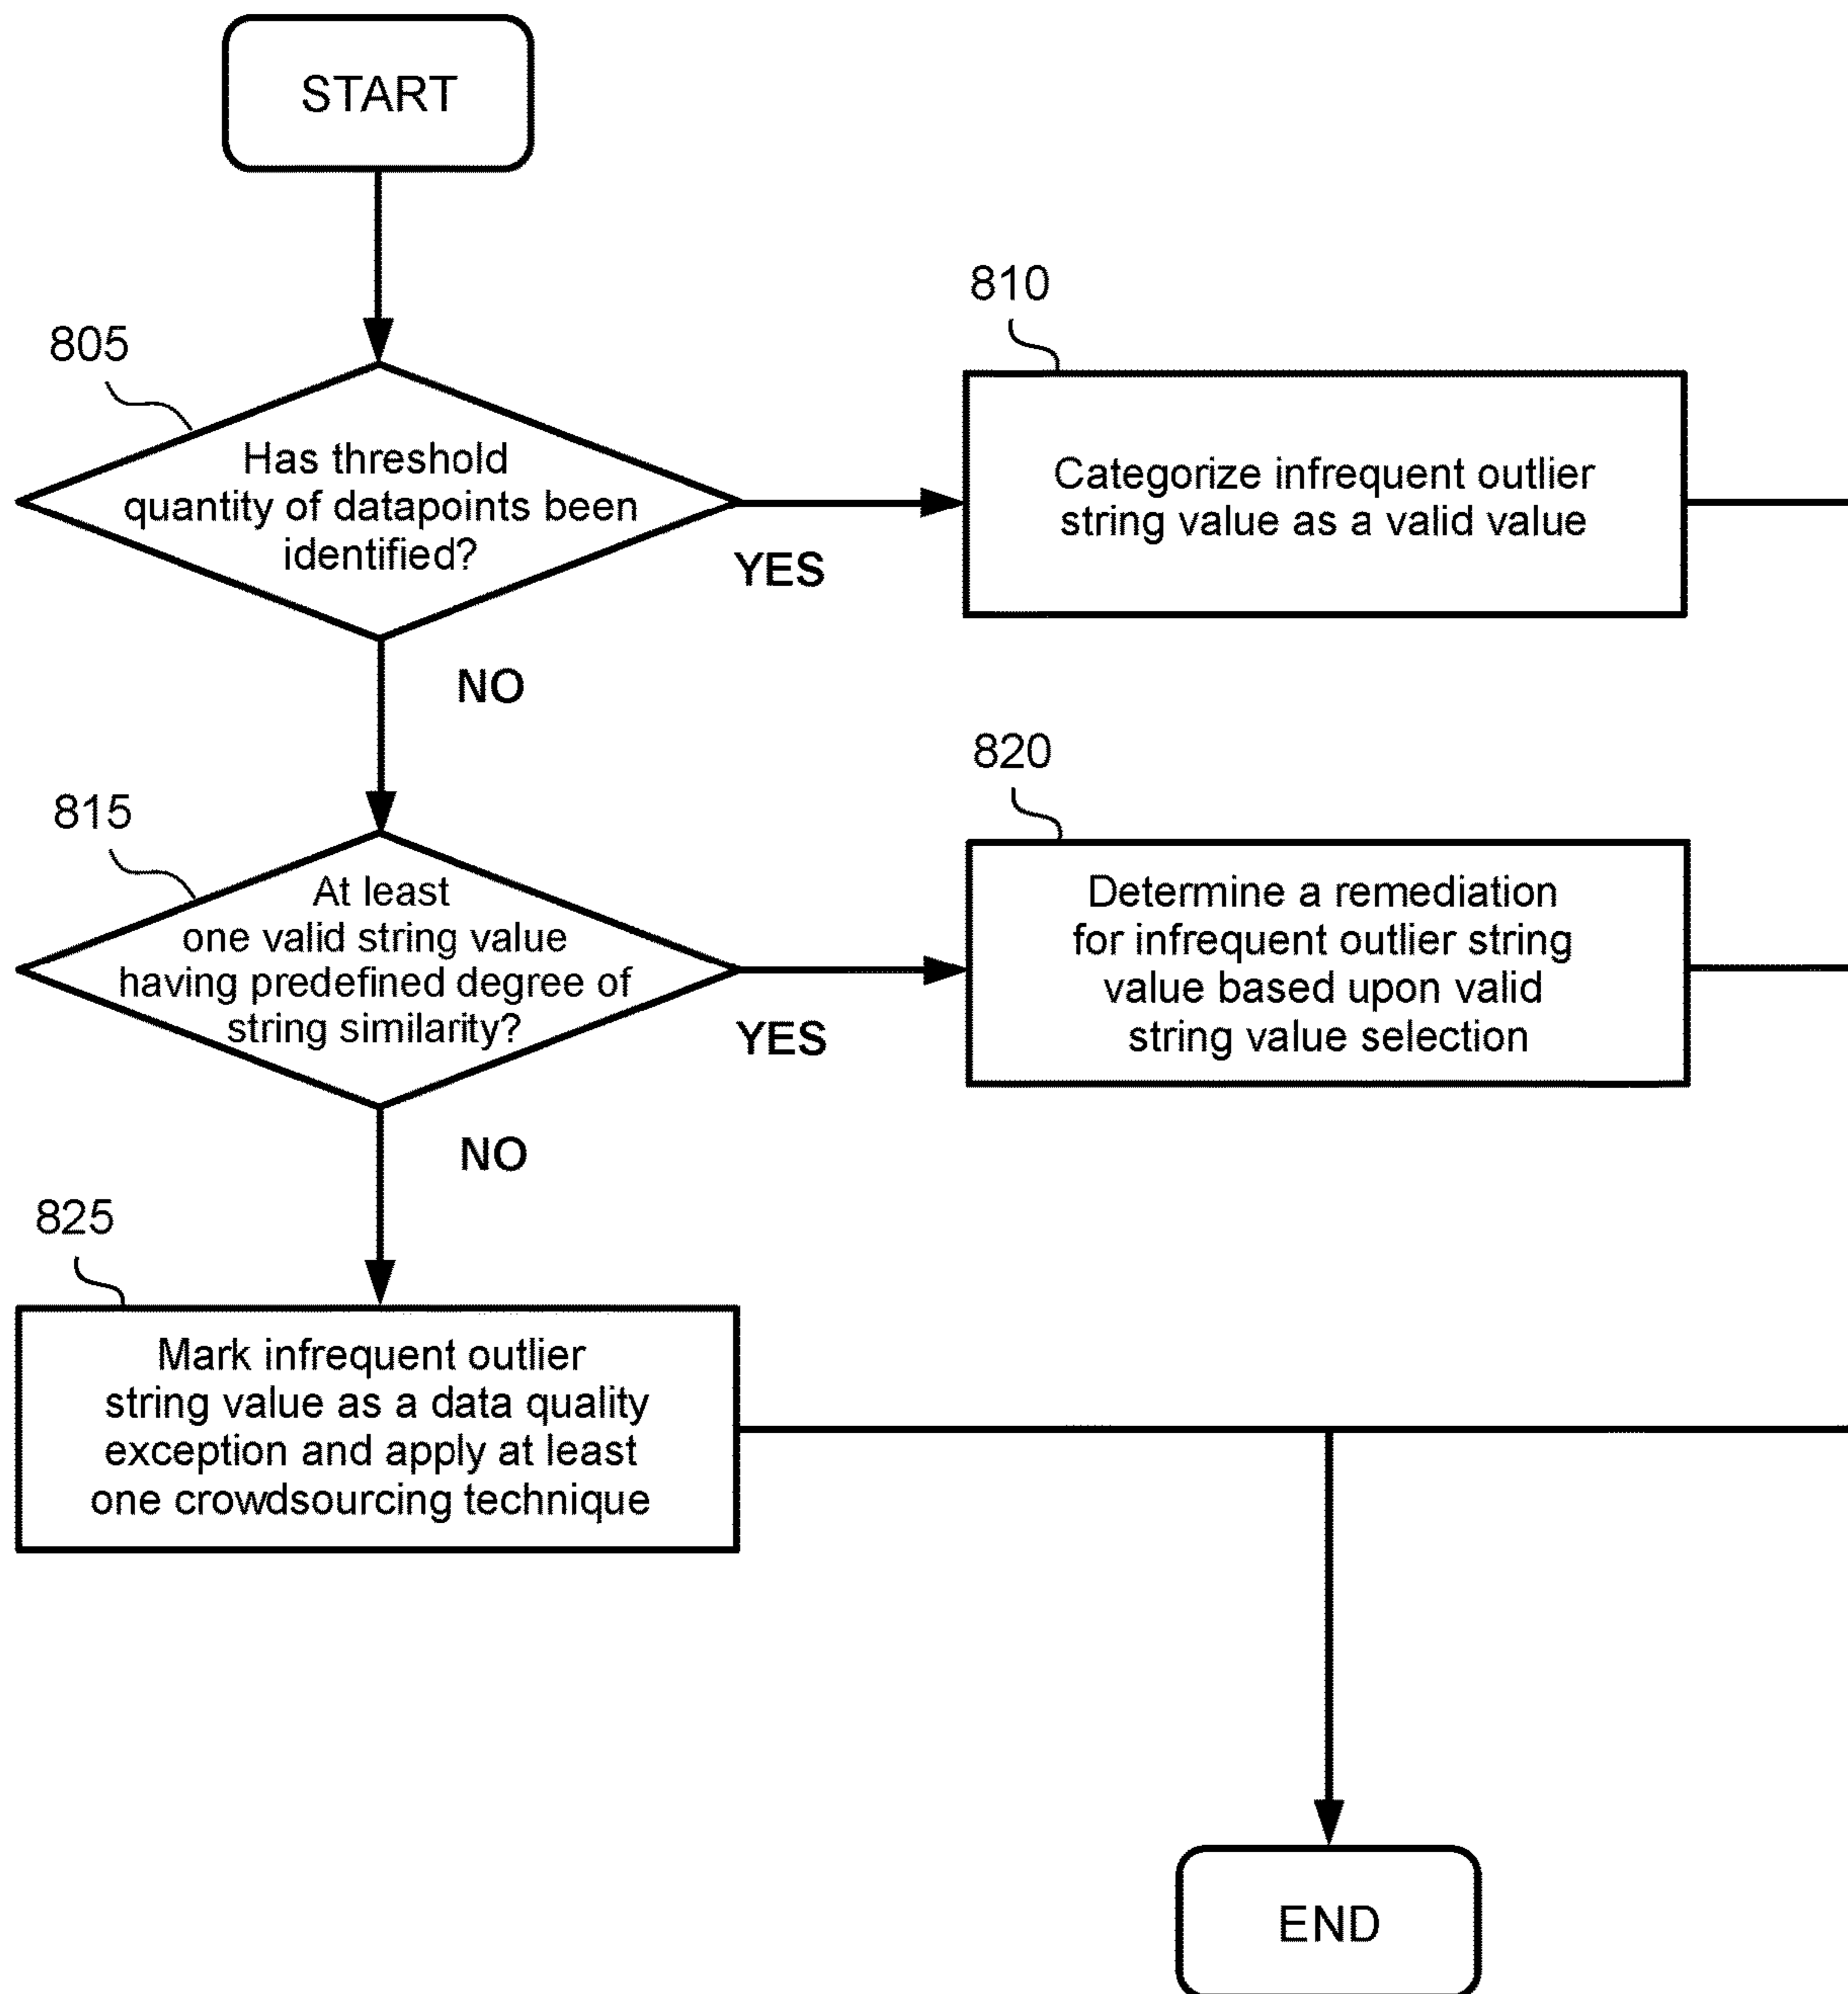 START
805
Has threshold
quantity of datapoints been
identified?
YES
810
Categorize infrequent outlier
string value as a valid value
NO
815
At least
one valid string value
having predefined degree of
string similarity?
YES
820
Determine a remediation
for infrequent outlier string
value based upon valid
string value selection
NO
825
Mark infrequent outlier
string value as a data quality
exception and apply at least
one crowdsourcing technique
END